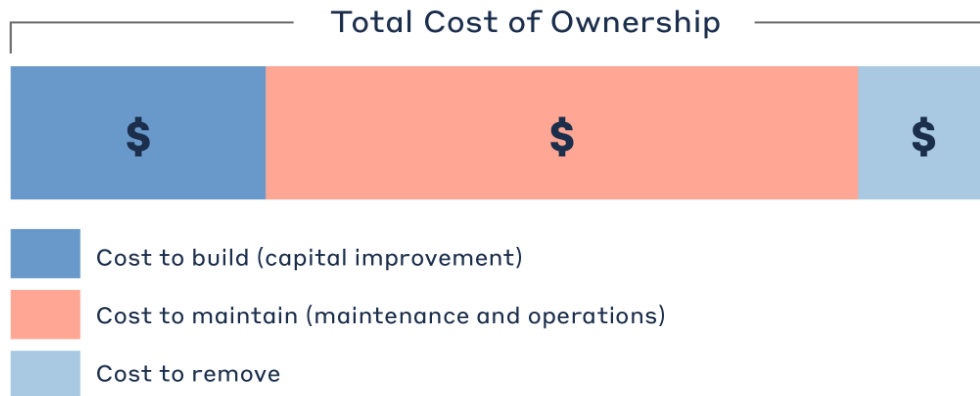 Total Cost of Ownership
$ $ $
Cost to build (capital improvement)
Cost to maintain (maintenance and operations)
Cost to remove